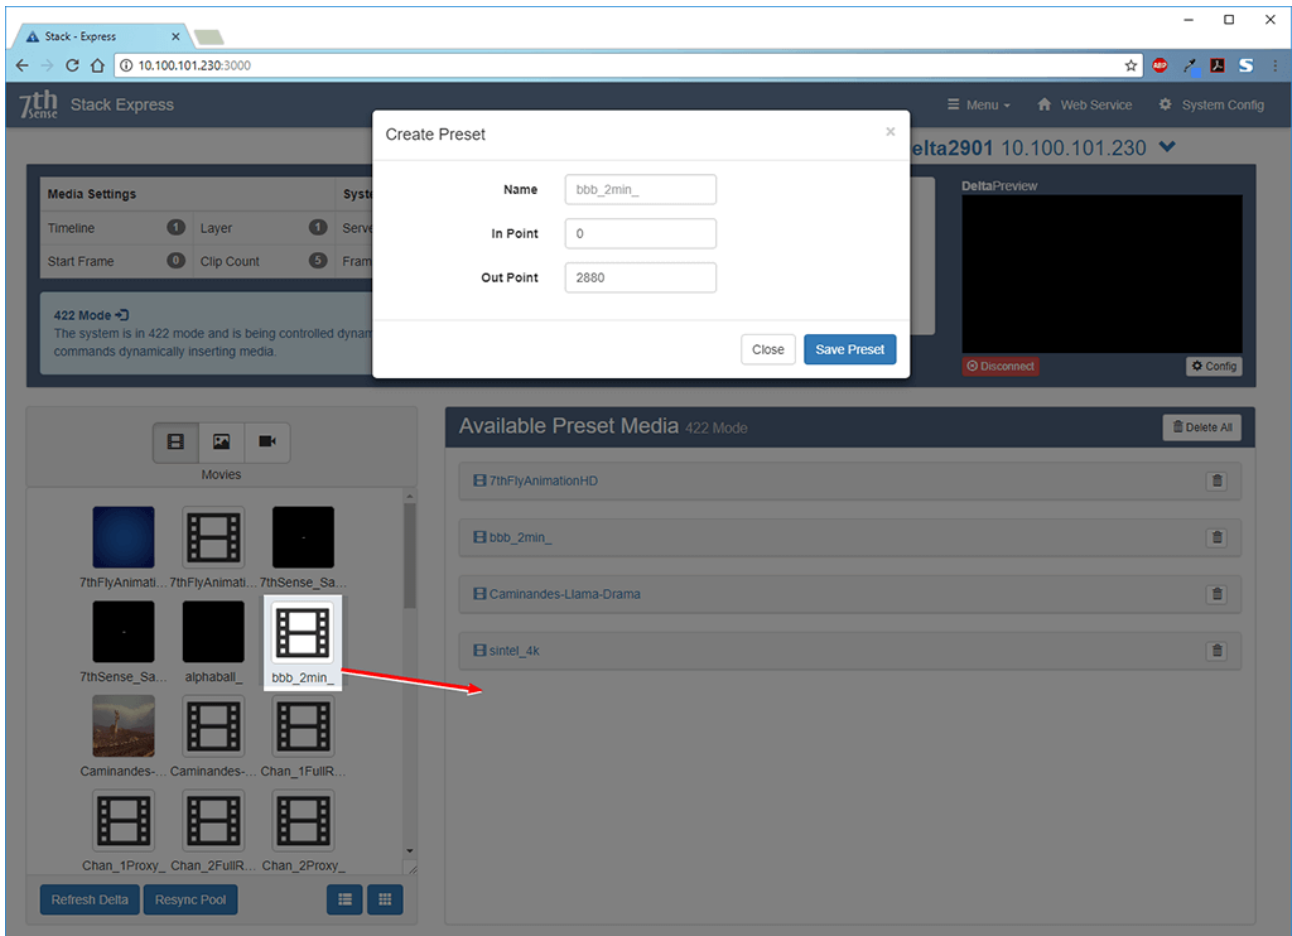 Stack - Express
10.100.101.230:3000
7th Sense
Stack Express
Menu
Web Service
System Config
Create Preset
Name
bbb_2min_
In Point
0
Out Point
2880
Close
Save Preset
elta2901 10.100.101.230
Media Settings
Syste
Timeline 1 Layer 1 Serve
Start Frame 0 Clip Count 5 Fram
422 Mode
The system is in 422 mode and is being controlled dynam
commands dynamically inserting media.
DeltaPreview
Disconnect
Config
Movies
7thFlyAnimati... 7thFlyAnimati... 7thSense_Sa...
7thSense_Sa... alphaball_ bbb_2min_
Caminandes-... Caminandes-... Chan_1FullR...
Chan_1Proxy_ Chan_2FullR... Chan_2Proxy_
Refresh Delta
Resync Pool
Available Preset Media 422 Mode
Delete All
7thFlyAnimationHD
bbb_2min_
Caminandes-Llama-Drama
sintel_4k